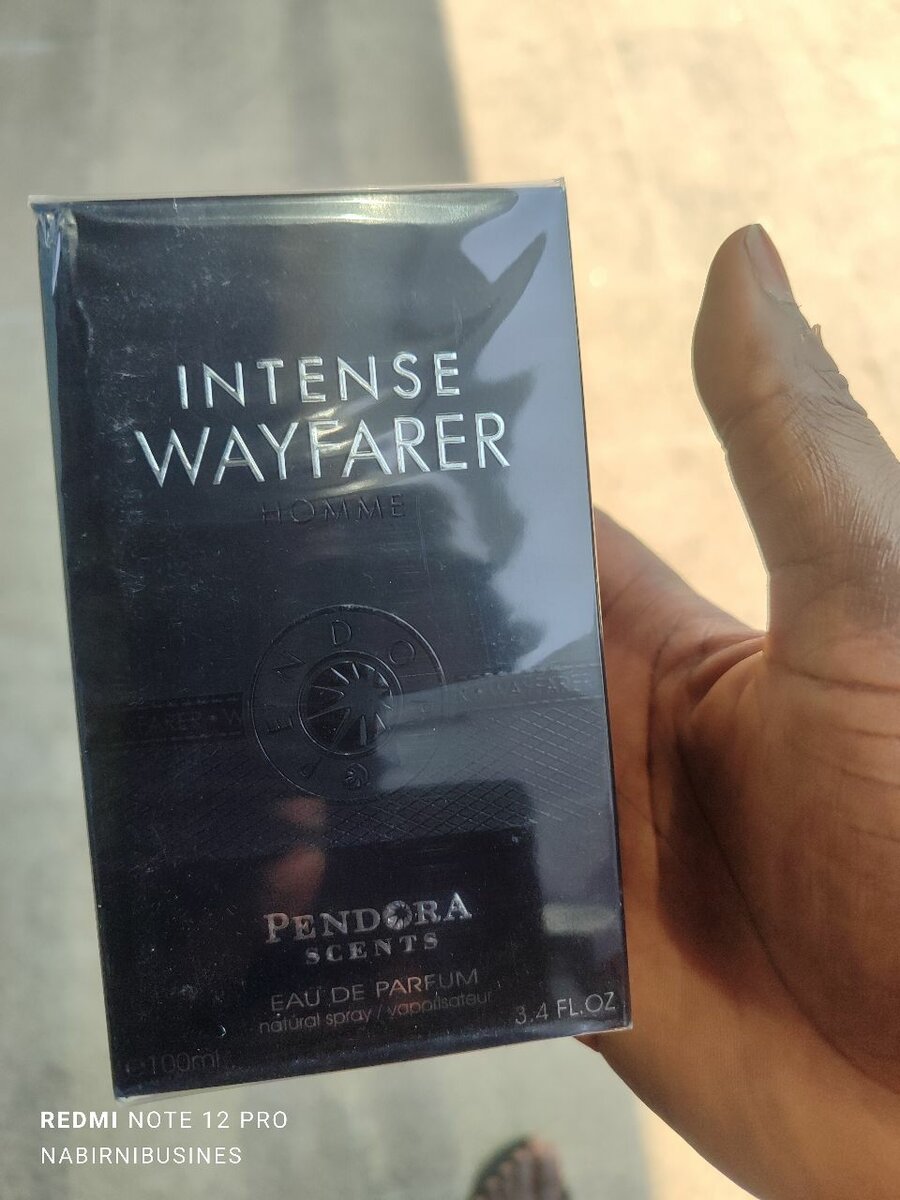 INTENSE
WAYFARER
HOMME
PENDORA
PENDORA
SCENTS
EAU DE PARFUM
natural spray / vaporisateur
3.4 FL.OZ
100ml
REDMI NOTE 12 PRO
NABIRNIBUSINES